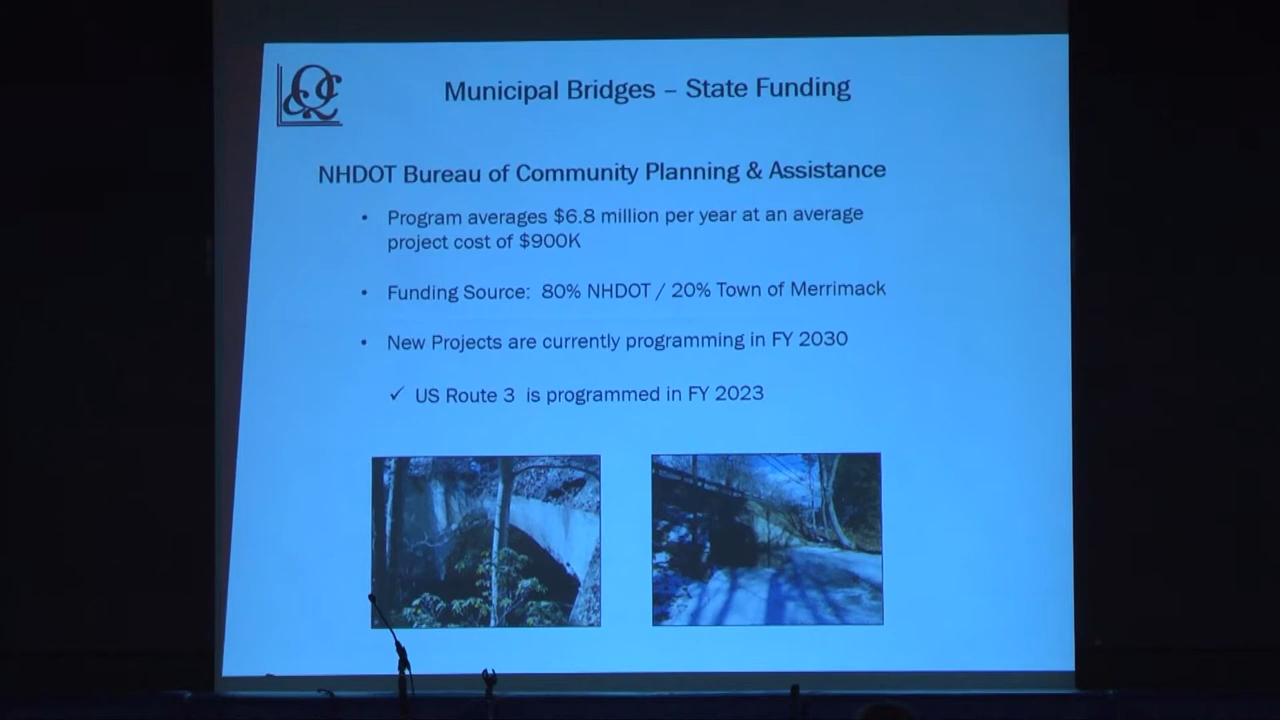 Municipal Bridges – State Funding
NHDOT Bureau of Community Planning & Assistance
• Program averages $6.8 million per year at an average
project cost of $900K
• Funding Source: 80% NHDOT / 20% Town of Merrimack
• New Projects are currently programming in FY 2030
✓ US Route 3 is programmed in FY 2023